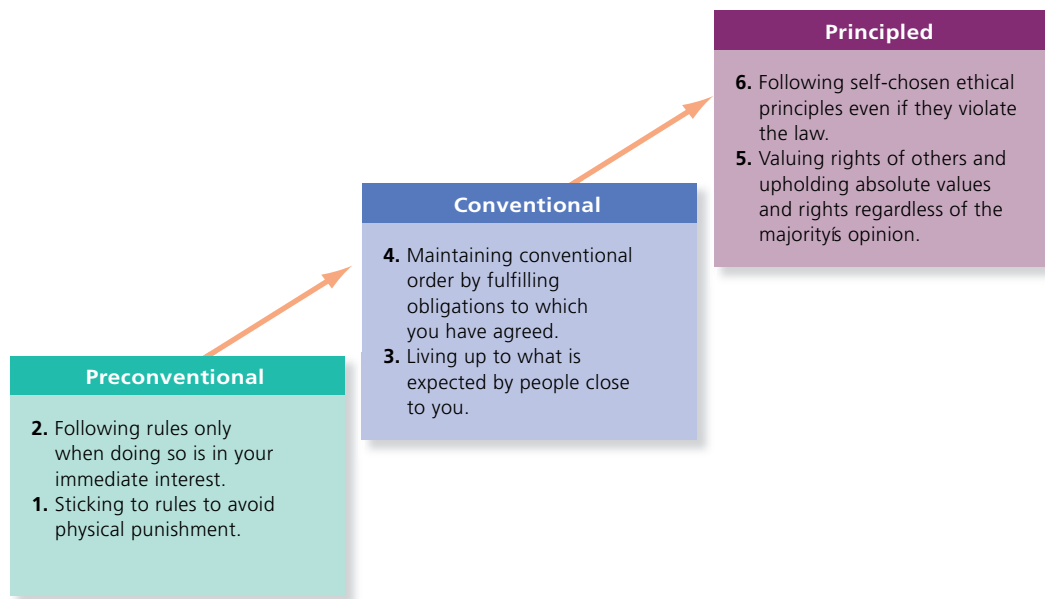 Principled
6. Following self-chosen ethical
principles even if they violate
the law.
5. Valuing rights of others and
upholding absolute values
and rights regardless of the
majorityʹs opinion.
Conventional
4. Maintaining conventional
order by fulfilling
obligations to which
you have agreed.
3. Living up to what is
expected by people close
to you.
Preconventional
2. Following rules only
when doing so is in your
immediate interest.
1. Sticking to rules to avoid
physical punishment.